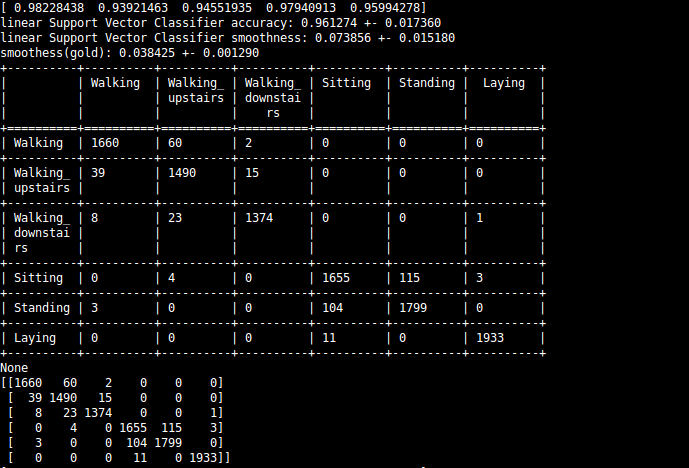 [ 0.98228438  0.93921463  0.94551935  0.97940913  0.95994278]
linear Support Vector Classifier accuracy: 0.961274 +- 0.017360
linear Support Vector Classifier smoothness: 0.073856 +- 0.015180
smoothess(gold): 0.038425 +- 0.001290
+----------+----------+----------+----------+----------+----------+----------+
|          | Walking  | Walking_ | Walking_ | Sitting  | Standing |  Laying  |
|          |          | upstairs | downstai |          |          |          |
|          |          |          |    rs    |          |          |          |
+==========+==========+==========+==========+==========+==========+==========+
| Walking  | 1660     | 60       | 2        | 0        | 0        | 0        |
+----------+----------+----------+----------+----------+----------+----------+
| Walking_ | 39       | 1490     | 15       | 0        | 0        | 0        |
| upstairs |          |          |          |          |          |          |
+----------+----------+----------+----------+----------+----------+----------+
| Walking_ | 8        | 23       | 1374     | 0        | 0        | 1        |
| downstai |          |          |          |          |          |          |
| rs       |          |          |          |          |          |          |
+----------+----------+----------+----------+----------+----------+----------+
| Sitting  | 0        | 4        | 0        | 1655     | 115      | 3        |
+----------+----------+----------+----------+----------+----------+----------+
| Standing | 3        | 0        | 0        | 104      | 1799     | 0        |
+----------+----------+----------+----------+----------+----------+----------+
| Laying   | 0        | 0        | 0        | 11       | 0        | 1933     |
+----------+----------+----------+----------+----------+----------+----------+
None
[[1660   60    2    0    0    0]
 [  39 1490   15    0    0    0]
 [   8   23 1374    0    0    1]
 [   0    4    0 1655  115    3]
 [   3    0    0  104 1799    0]
 [   0    0    0   11    0 1933]]